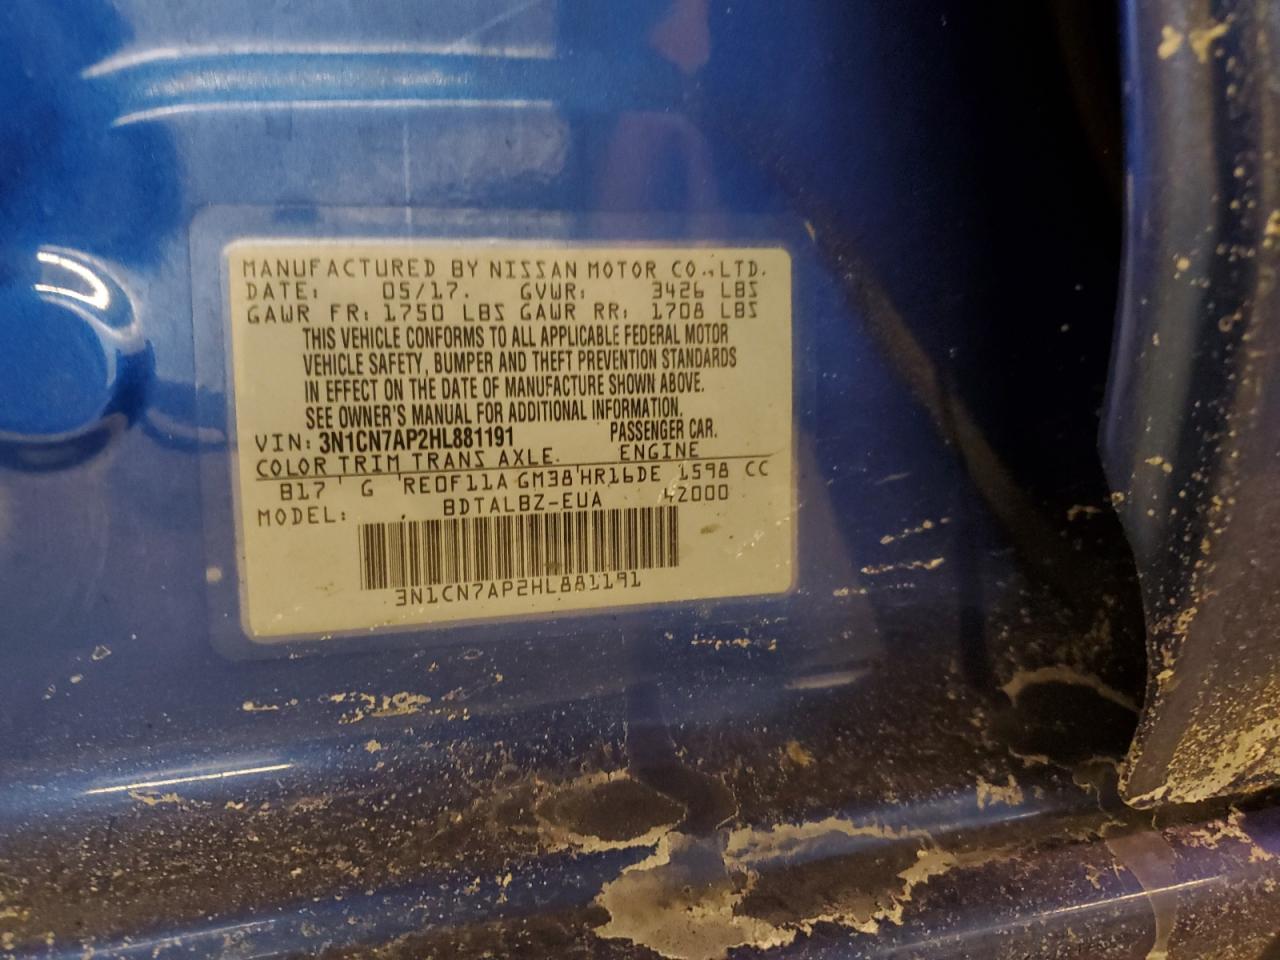 MANUFACTURED BY NISSAN MOTOR CO., LTD.
DATE: 05/17. GVWR: 3426 LBS
GAWR FR: 1750 LBS GAWR RR: 1708 LBS
THIS VEHICLE CONFORMS TO ALL APPLICABLE FEDERAL MOTOR
VEHICLE SAFETY, BUMPER AND THEFT PREVENTION STANDARDS
IN EFFECT ON THE DATE OF MANUFACTURE SHOWN ABOVE.
SEE OWNER'S MANUAL FOR ADDITIONAL INFORMATION.
VIN: 3N1CN7AP2HL881191 PASSENGER CAR.
COLOR TRIM TRANS AXLE. ENGINE
B17 G RE0F11A GM38 HR16DE 1598 CC
MODEL: BDTALBZ-EUA 42000
3N1CN7AP2HL881191